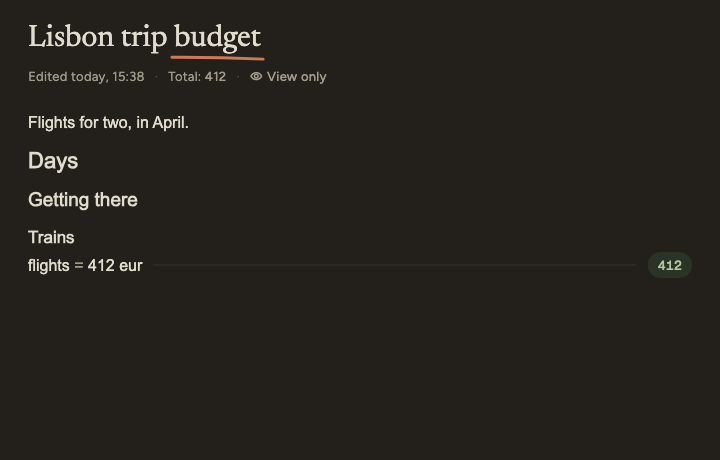 Lisbon trip budget
Edited today, 15:38 · Total: 412 · View only
Flights for two, in April.
Days
Getting there
Trains
flights = 412 eur 412